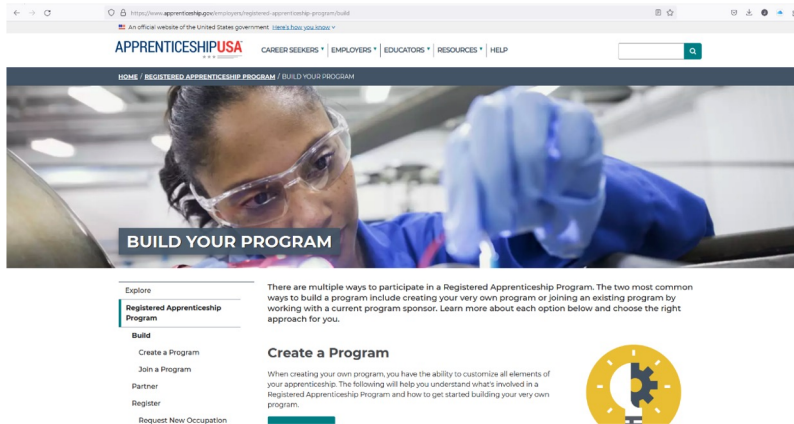 https://www.apprenticeship.gov/employers/registered-apprenticeship-program/build
An official website of the United States government Here's how you know
APPRENTICESHIPUSA
CAREER SEEKERS EMPLOYERS EDUCATORS RESOURCES HELP
HOME / REGISTERED APPRENTICESHIP PROGRAM / BUILD YOUR PROGRAM
BUILD YOUR PROGRAM
Explore
Registered Apprenticeship
Program
Build
Create a Program
Join a Program
Partner
Register
Request New Occupation
There are multiple ways to participate in a Registered Apprenticeship Program. The two most common
ways to build a program include creating your very own program or joining an existing program by
working with a current program sponsor. Learn more about each option below and choose the right
approach for you.
Create a Program
When creating your own program, you have the ability to customize all elements of
your apprenticeship. The following will help you understand what's involved in a
Registered Apprenticeship Program and how to get started building your very own
program.